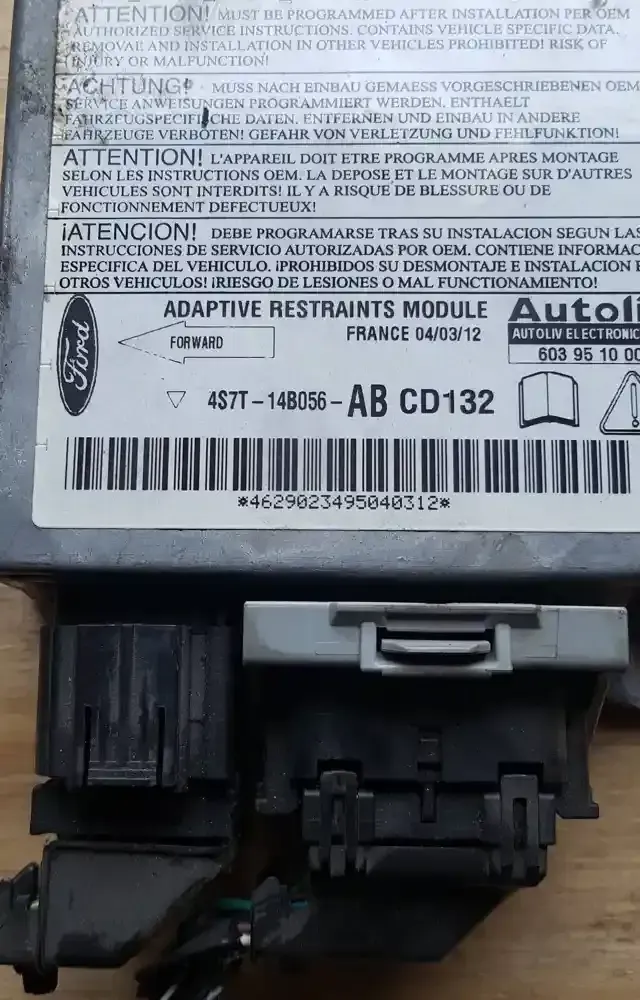 ATTENTION! MUST BE PROGRAMMED AFTER INSTALLATION PER OEM
AUTHORIZED SERVICE INSTRUCTIONS. CONTAINS VEHICLE SPECIFIC DATA.
REMOVAL AND INSTALLATION IN OTHER VEHICLES PROHIBITED! RISK OF
INJURY OR MALFUNCTION!
ACHTUNG! MUSS NACH EINBAU GEMAESS VORGESCHRIEBENEN OEM
SERVICE ANWEISUNGEN PROGRAMMIERT WERDEN. ENTHAELT
FAHRZEUGSPEZIFISCHE DATEN. ENTFERNEN UND EINBAU IN ANDERE
FAHRZEUGE VERBOTEN! GEFAHR VON VERLETZUNG UND FEHLFUNKTION!
ATTENTION! L'APPAREIL DOIT ETRE PROGRAMME APRES MONTAGE
SELON LES INSTRUCTIONS OEM. LA DEPOSE ET LE MONTAGE SUR D'AUTRES
VEHICULES SONT INTERDITS! IL Y A RISQUE DE BLESSURE OU DE
FONCTIONNEMENT DEFECTUEUX!
¡ATENCION! DEBE PROGRAMARSE TRAS SU INSTALACION SEGUN LAS
INSTRUCCIONES DE SERVICIO AUTORIZADAS POR OEM. CONTIENE INFORMAC
ESPECIFICA DEL VEHICULO. ¡PROHIBIDOS SU DESMONTAJE E INSTALACION
OTROS VEHICULOS! ¡RIESGO DE LESIONES O MAL FUNCIONAMIENTO!
ADAPTIVE RESTRAINTS MODULE Autoli
Ford FORWARD FRANCE 04/03/12 AUTOLIV ELECTRONIC
603 95 10 00
4S7T-14B056-AB CD132
*4629023495040312*